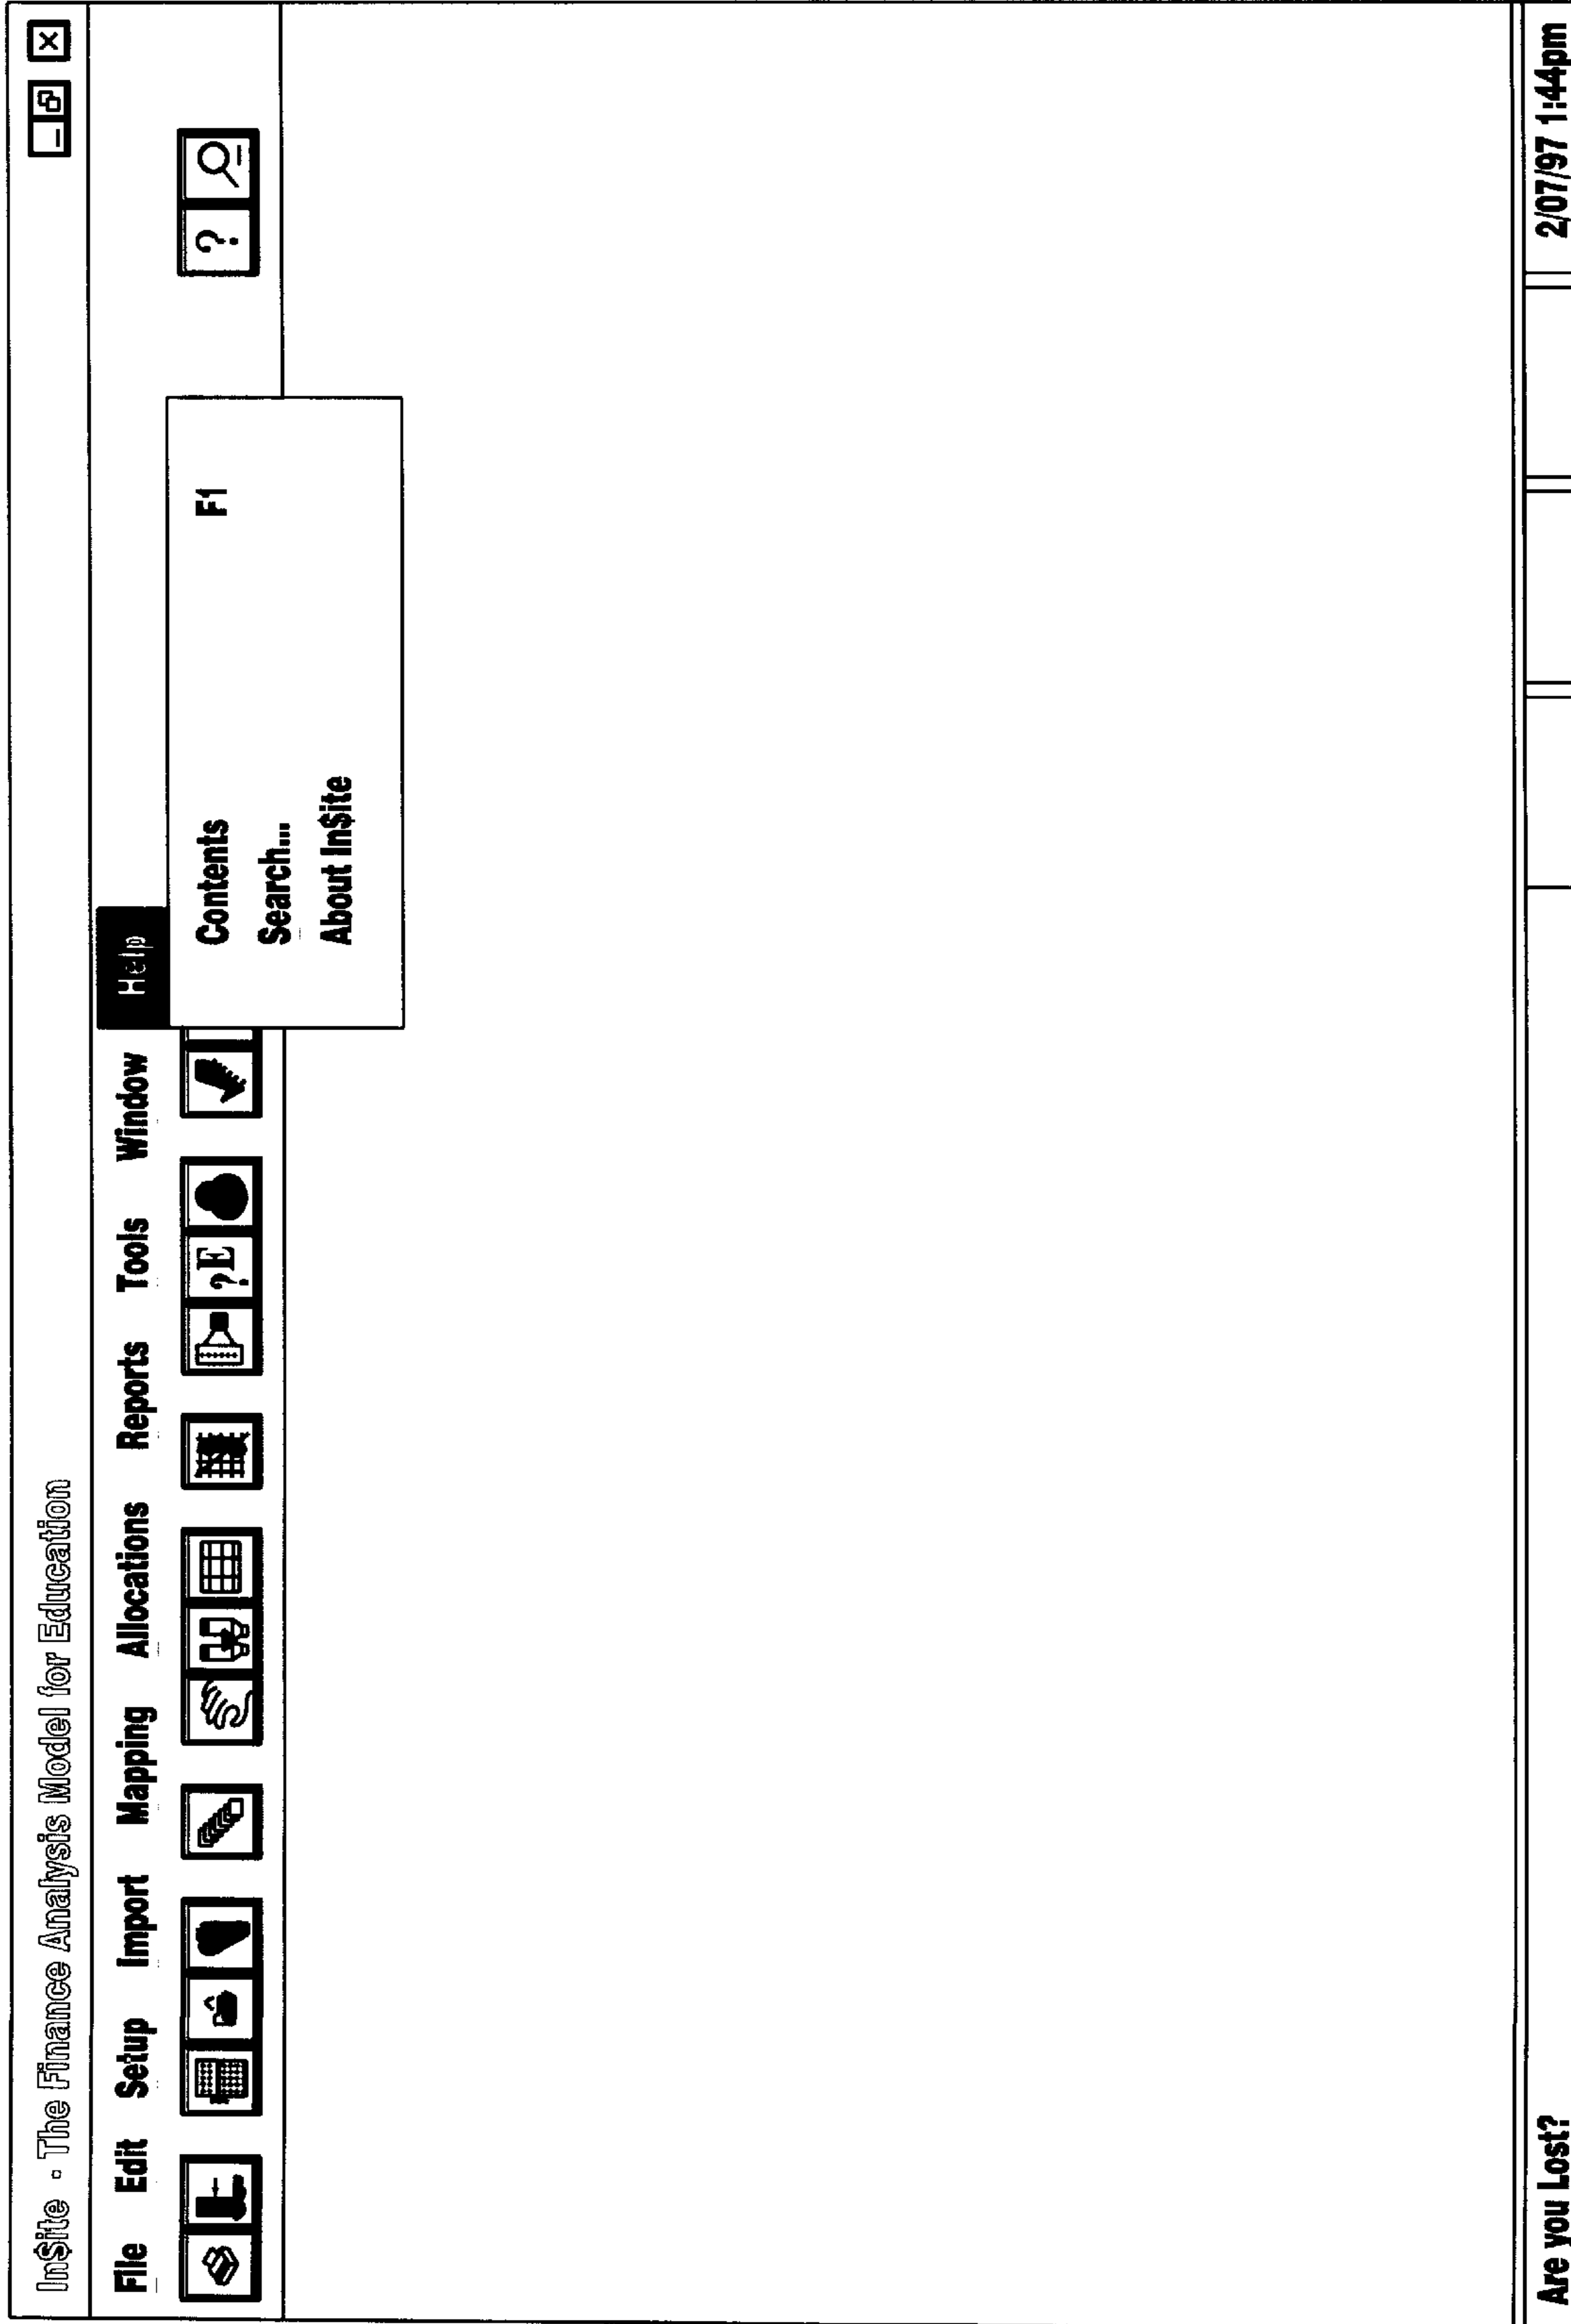 In$ite - The Finance Analysis Model for Education
File Edit Setup Import Mapping Allocations Reports Tools Window Help
?E
?
Contents F1
Search...
About In$ite
Are you Lost? 2/07/97 1:44pm